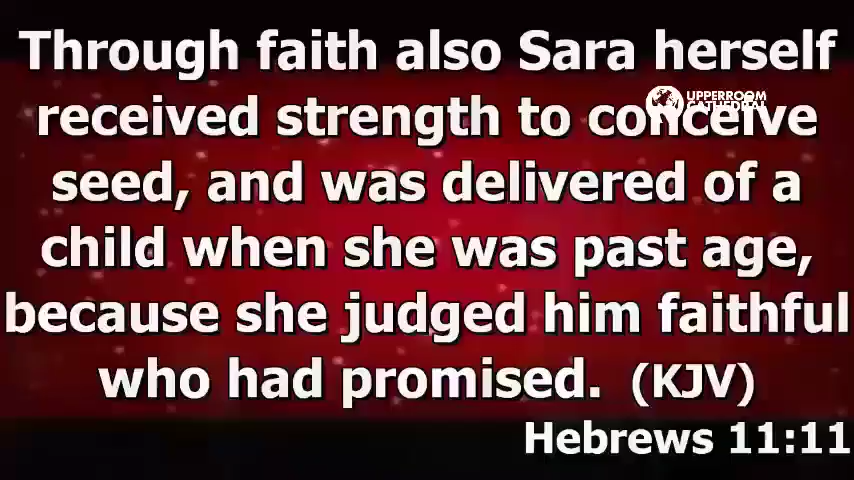 Through faith also Sara herself
UPPERROOM
CATHEDRAL
received strength to conceive
seed, and was delivered of a
child when she was past age,
because she judged him faithful
who had promised. (KJV)
Hebrews 11:11